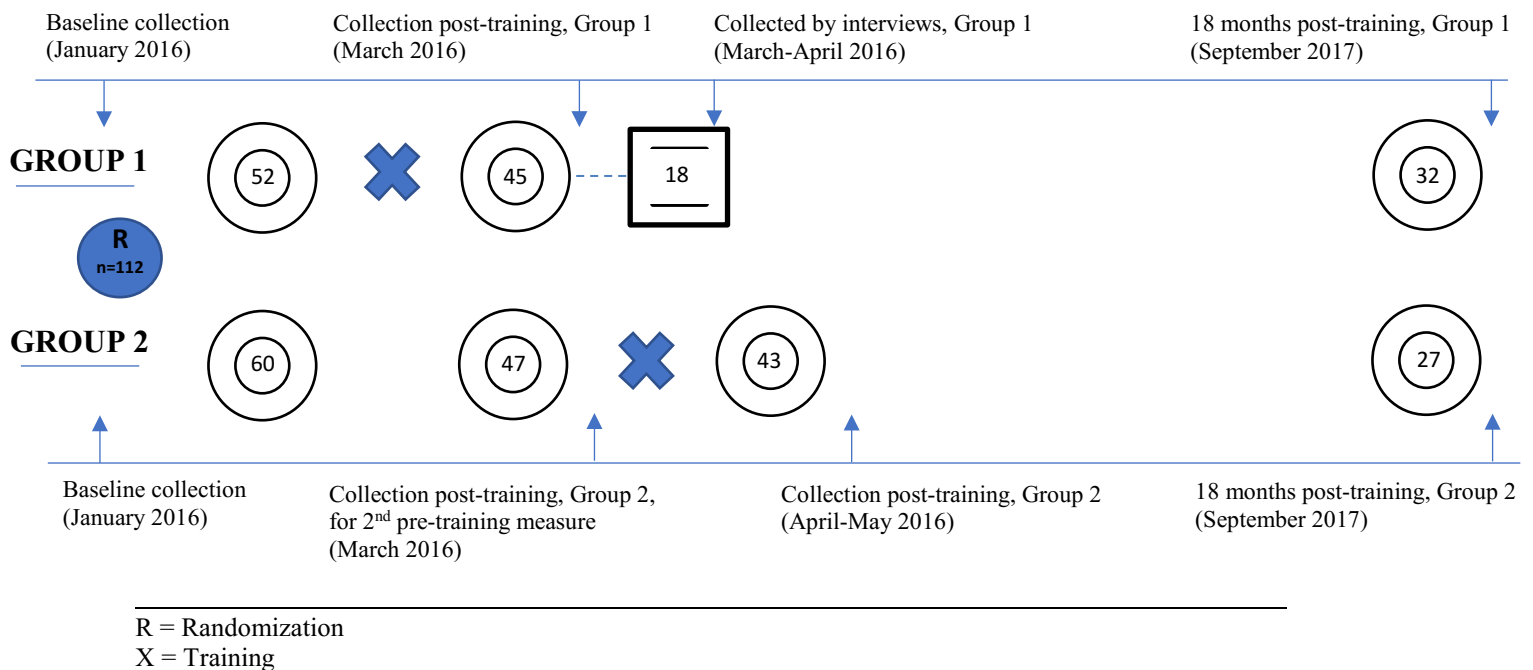 Baseline collection
(January 2016)
Collection post-training, Group 1
(March 2016)
Collected by interviews, Group 1
(March-April 2016)
18 months post-training, Group 1
(September 2017)
GROUP 1
52
45
18
32
R
n=112
GROUP 2
60
47
43
27
Baseline collection
(January 2016)
Collection post-training, Group 2,
for 2nd pre-training measure
(March 2016)
Collection post-training, Group 2
(April-May 2016)
18 months post-training, Group 2
(September 2017)
R = Randomization
X = Training